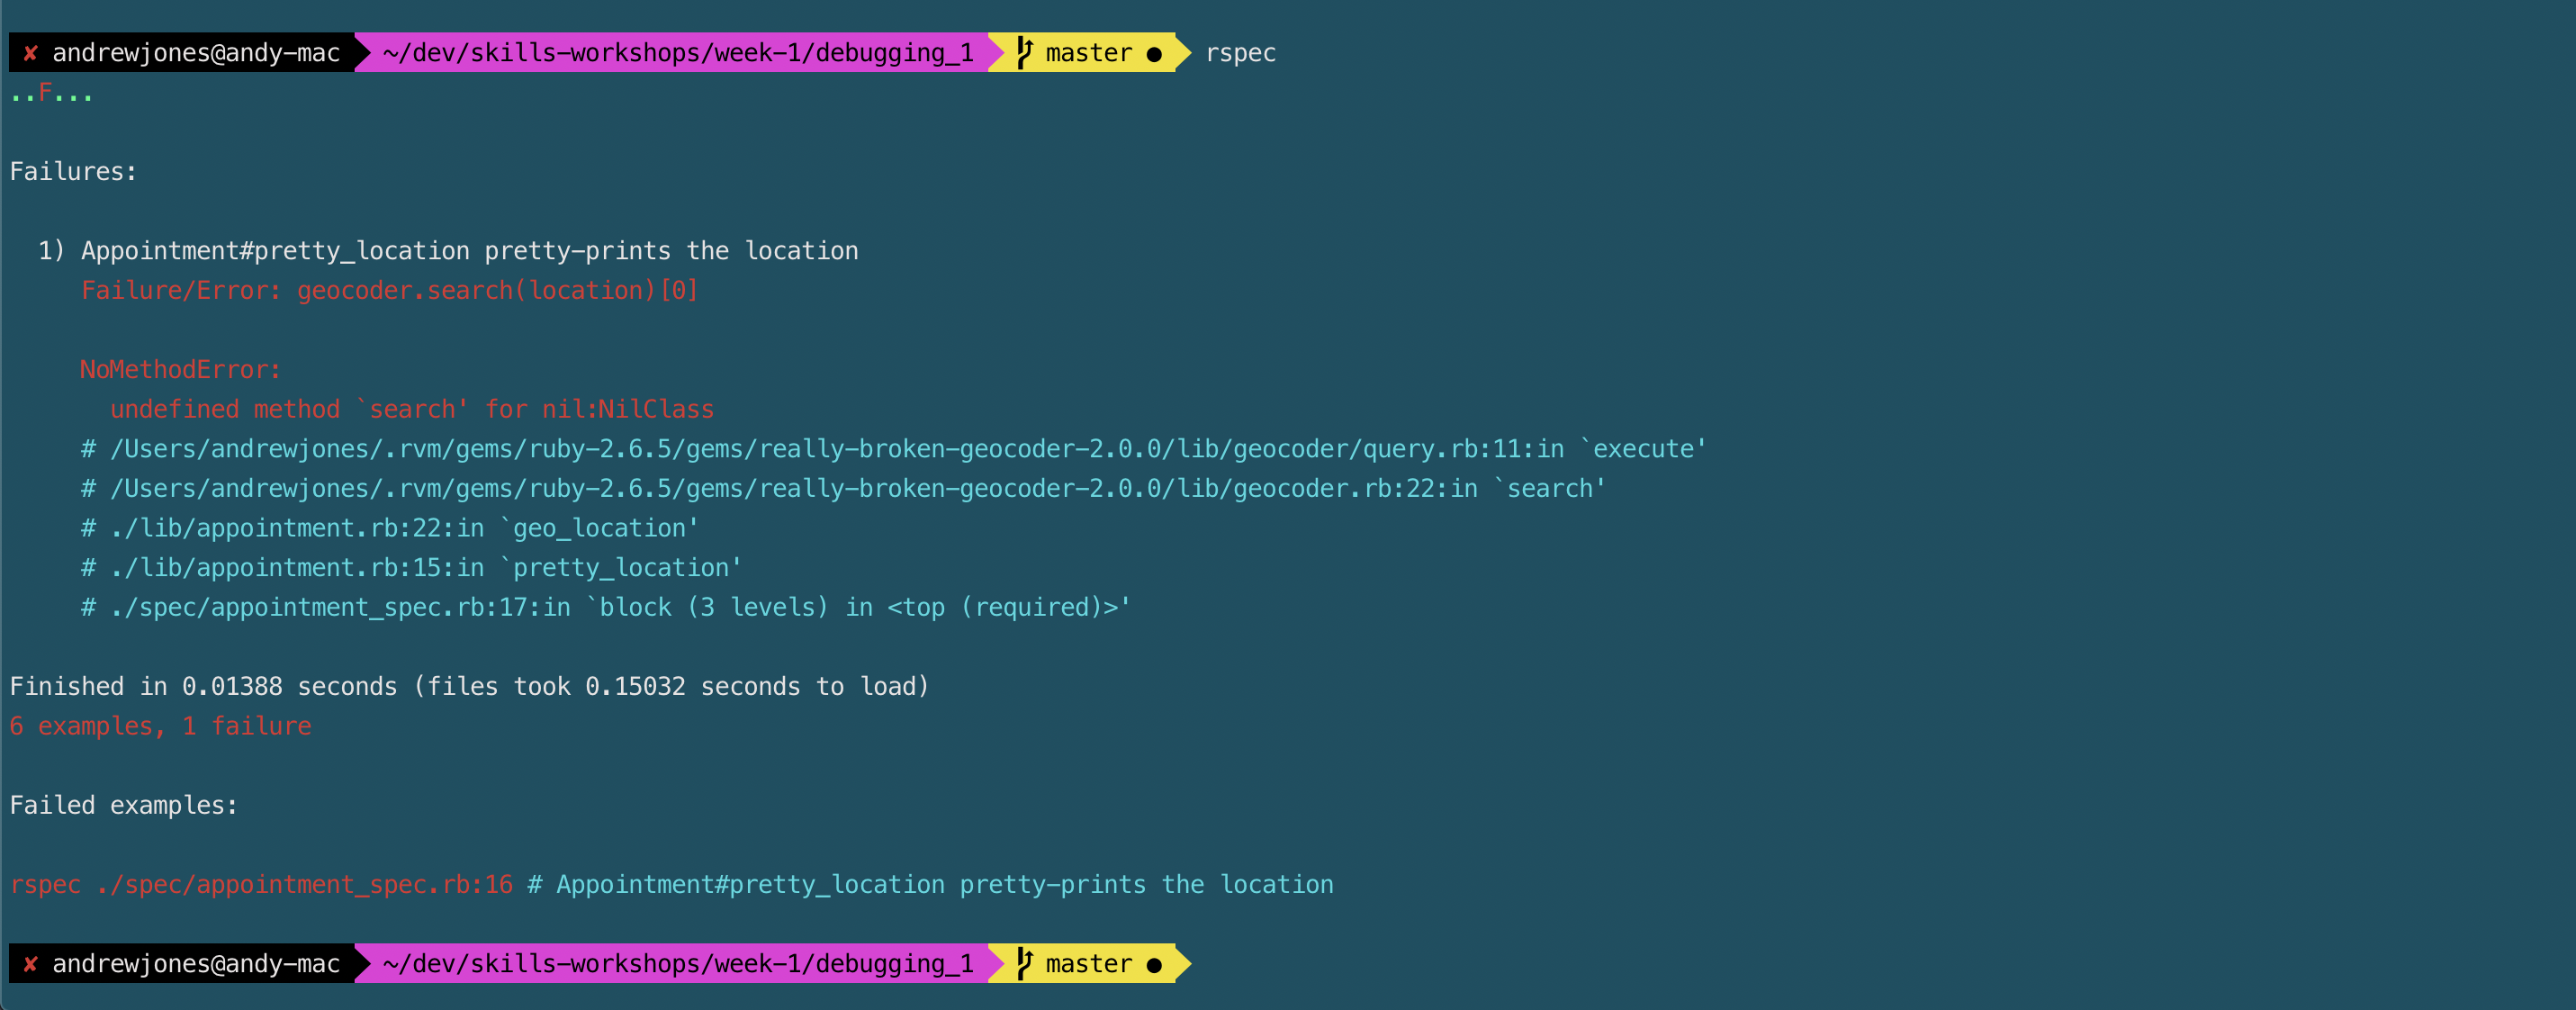 ✘ andrewjones@andy-mac ~/dev/skills-workshops/week-1/debugging_1 master ● rspec
..F...
Failures:
1) Appointment#pretty_location pretty-prints the location
Failure/Error: geocoder.search(location)[0]
NoMethodError:
undefined method `search' for nil:NilClass
# /Users/andrewjones/.rvm/gems/ruby-2.6.5/gems/really-broken-geocoder-2.0.0/lib/geocoder/query.rb:11:in `execute'
# /Users/andrewjones/.rvm/gems/ruby-2.6.5/gems/really-broken-geocoder-2.0.0/lib/geocoder.rb:22:in `search'
# ./lib/appointment.rb:22:in `geo_location'
# ./lib/appointment.rb:15:in `pretty_location'
# ./spec/appointment_spec.rb:17:in `block (3 levels) in <top (required)>'
Finished in 0.01388 seconds (files took 0.15032 seconds to load)
6 examples, 1 failure
Failed examples:
rspec ./spec/appointment_spec.rb:16 # Appointment#pretty_location pretty-prints the location
✘ andrewjones@andy-mac ~/dev/skills-workshops/week-1/debugging_1 master ●